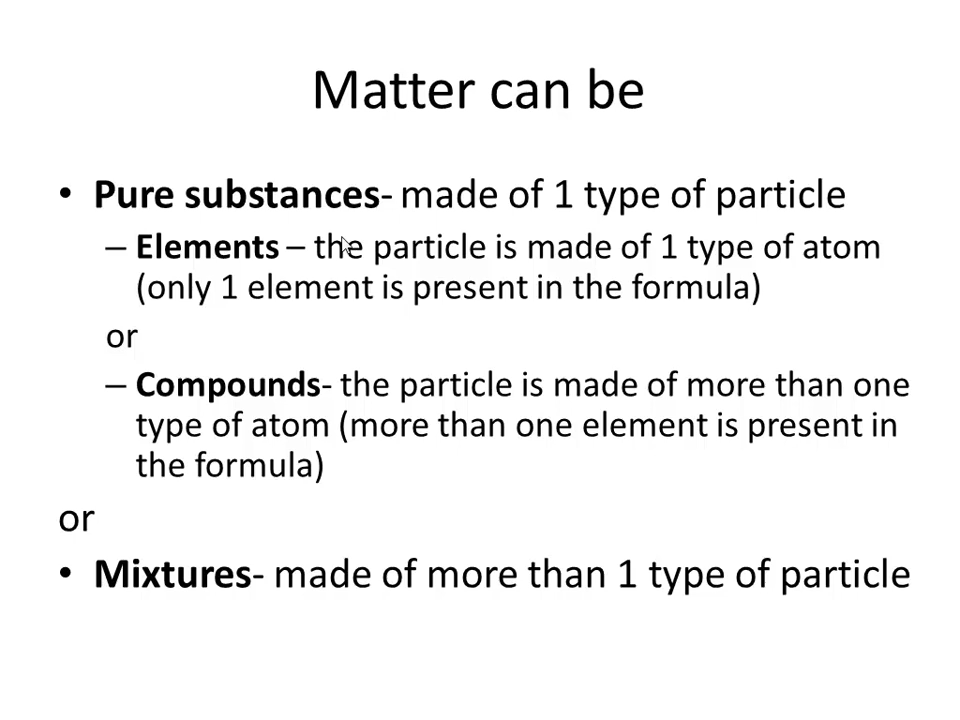 Matter can be
• Pure substances- made of 1 type of particle
– Elements – the particle is made of 1 type of atom
(only 1 element is present in the formula)
or
– Compounds- the particle is made of more than one
type of atom (more than one element is present in
the formula)
or
• Mixtures- made of more than 1 type of particle